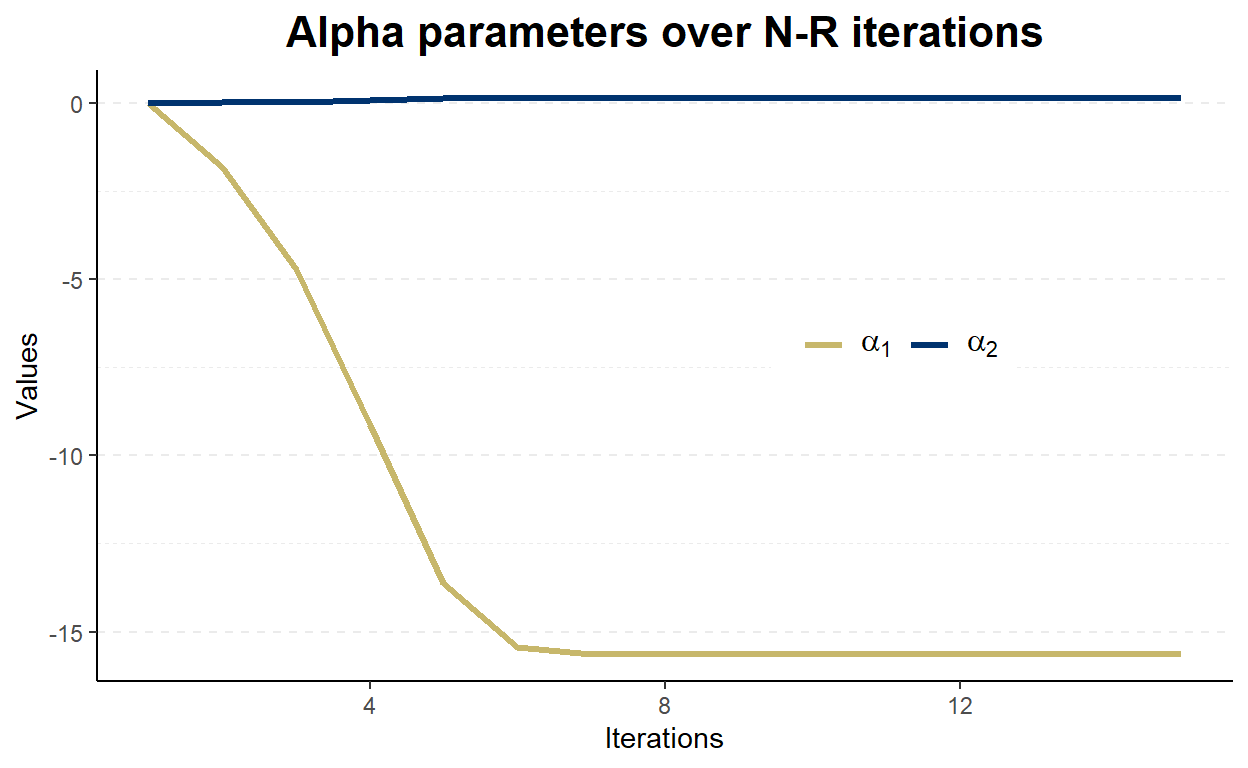 Alpha parameters over N-R iterations
Values
0
-5
-10
-15
α1 α2
4 8 12
Iterations